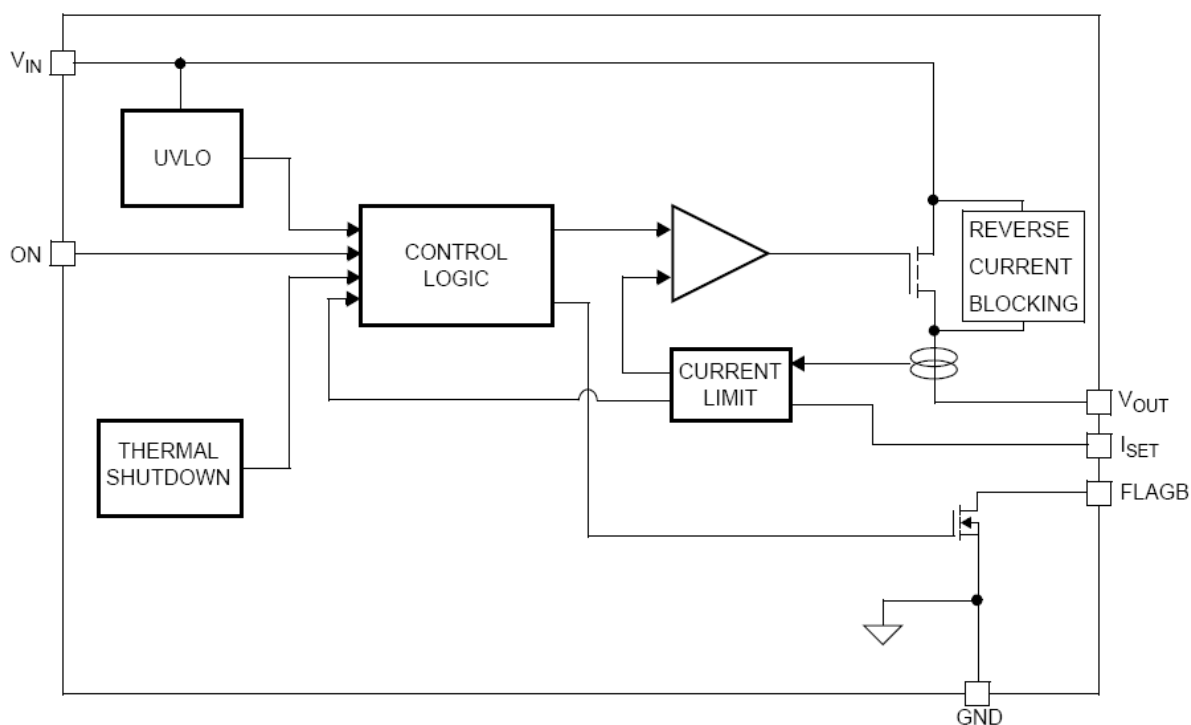 VIN
UVLO
ON
CONTROL
LOGIC
REVERSE
CURRENT
BLOCKING
CURRENT
LIMIT
VOUT
THERMAL
SHUTDOWN
ISET
FLAGB
GND